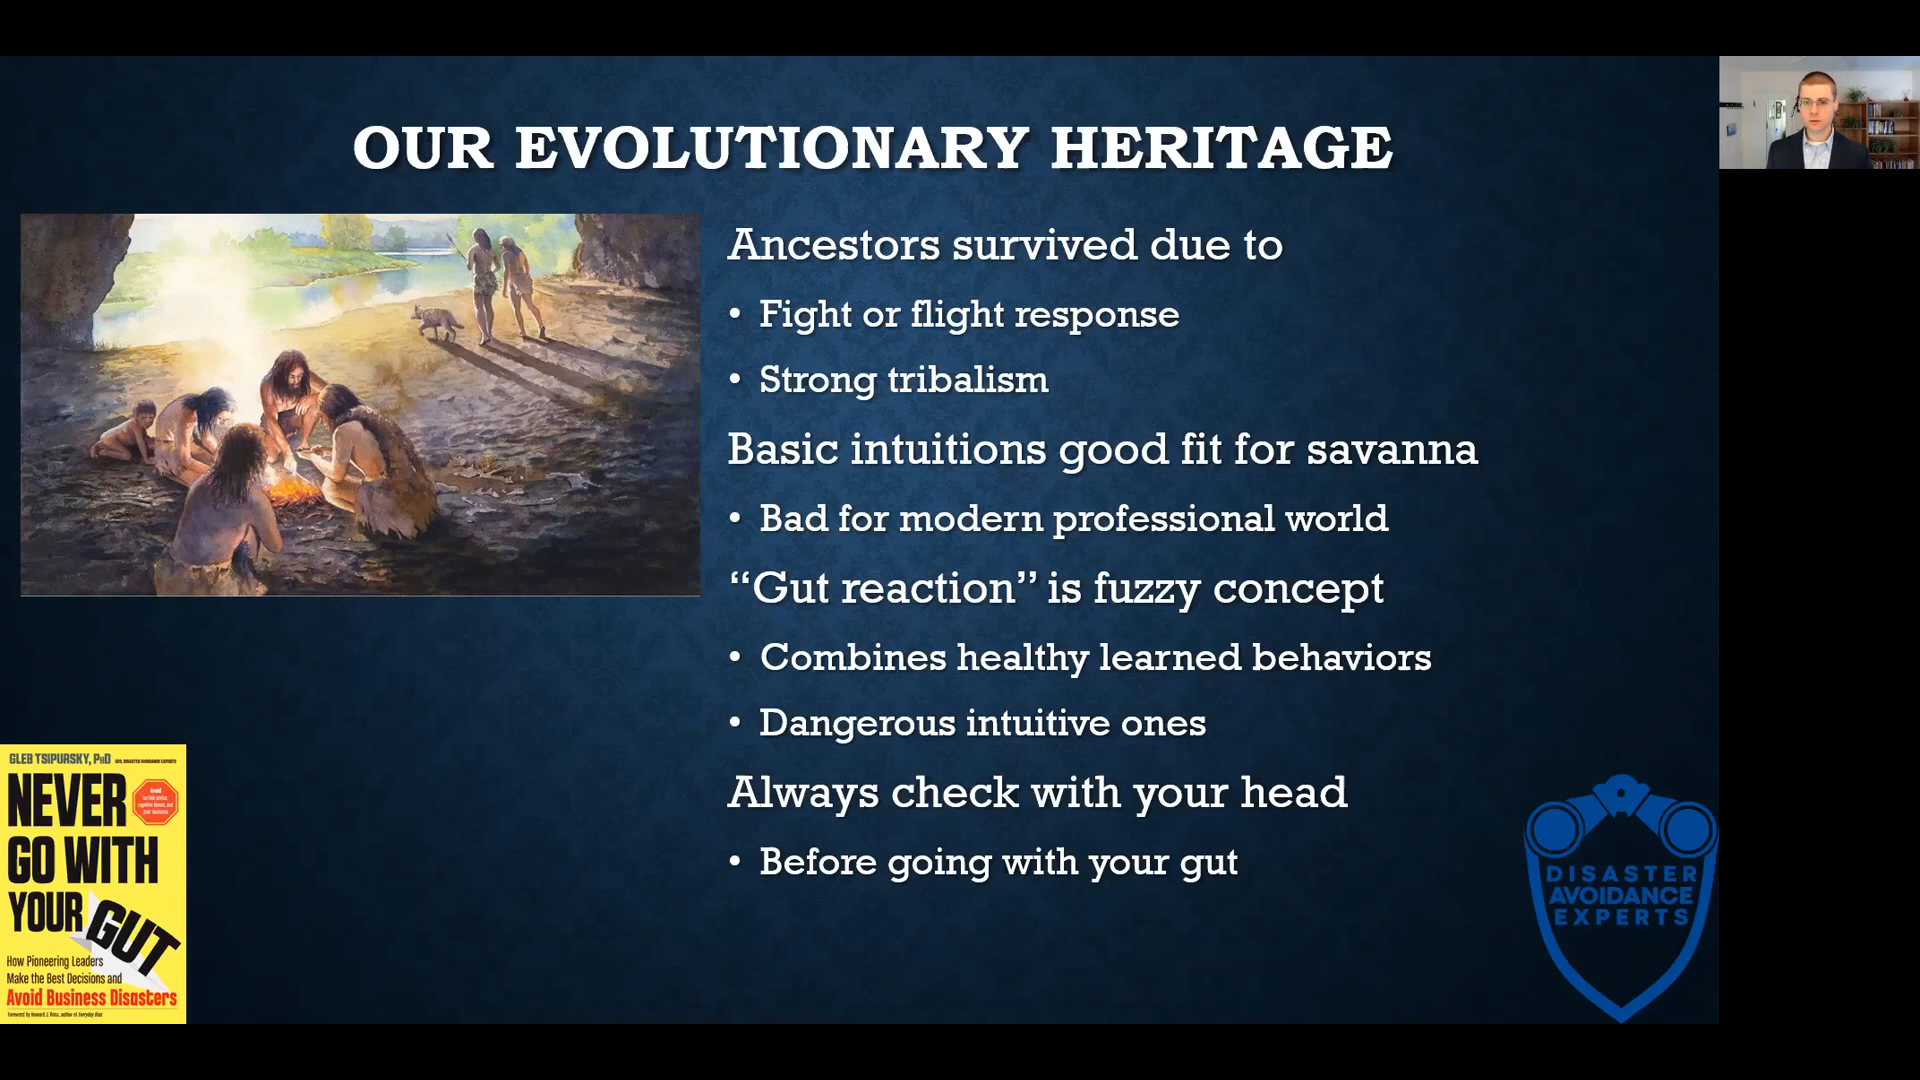 OUR EVOLUTIONARY HERITAGE
Ancestors survived due to
• Fight or flight response
• Strong tribalism
Basic intuitions good fit for savanna
• Bad for modern professional world
“Gut reaction” is fuzzy concept
• Combines healthy learned behaviors
• Dangerous intuitive ones
Always check with your head
• Before going with your gut
GLEB TSIPURSKY, PHD CEO, DISASTER AVOIDANCE EXPERTS
NEVER
GO WITH
YOUR GUT
Avoid
terrible advice,
cognitive biases, and
poor decisions
How Pioneering Leaders
Make the Best Decisions and
Avoid Business Disasters
Foreword by Howard J. Ross, author of Everyday Bias
DISASTER
AVOIDANCE
EXPERTS